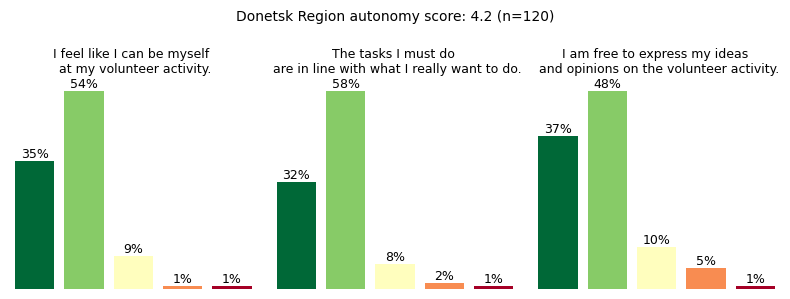 Donetsk Region autonomy score: 4.2 (n=120)
I feel like I can be myself
at my volunteer activity.
54%
35%
9%
1%
1%
The tasks I must do
are in line with what I really want to do.
58%
32%
8%
2%
1%
I am free to express my ideas
and opinions on the volunteer activity.
48%
37%
10%
5%
1%